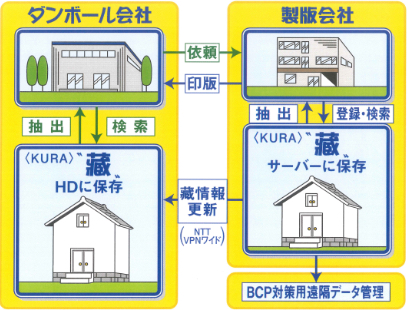 ダンボール会社
製版会社
依頼
印版
抽出
検索
抽出
登録・検索
〈KURA〉〝藏〟
HDに保存
〈KURA〉〝藏〟
サーバーに保存
藏情報
更新
(NTT
VPNワイド)
BCP対策用遠隔データ管理